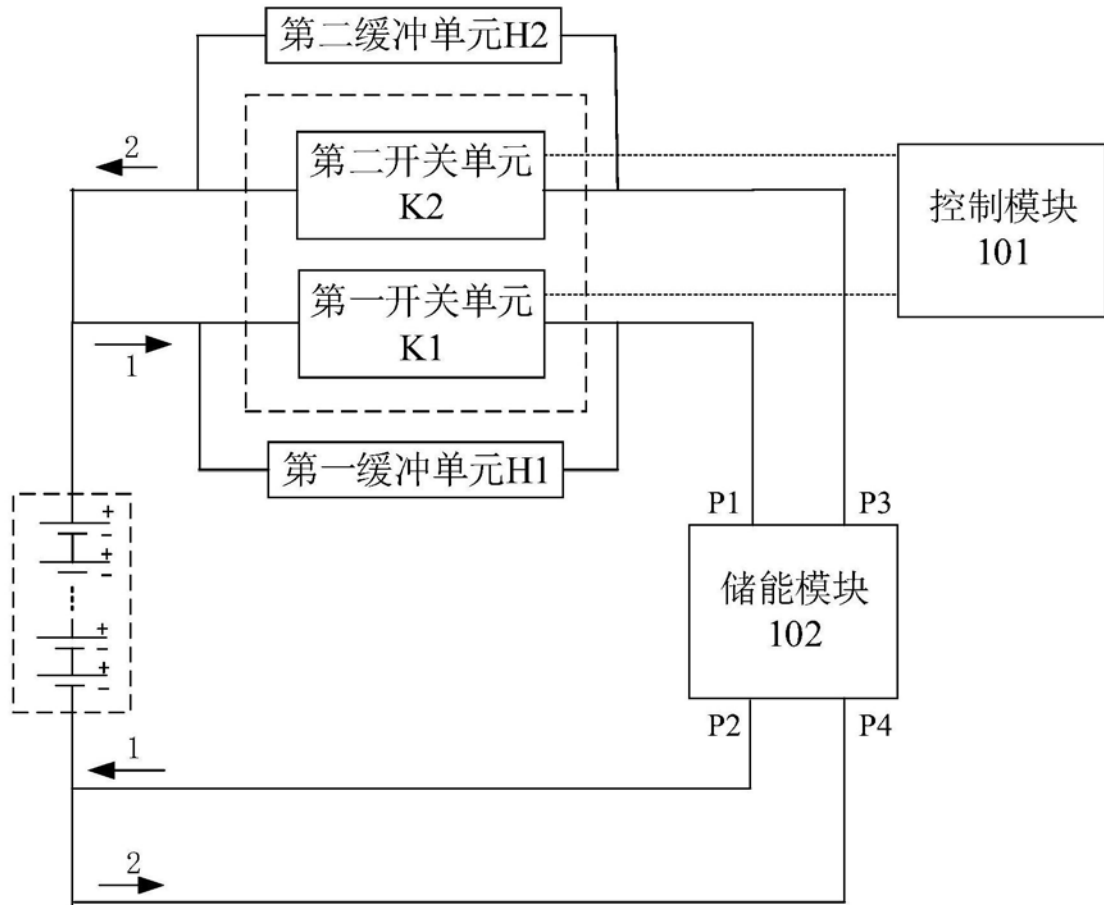 第二缓冲单元H2
2
第二开关单元
K2
控制模块
101
第一开关单元
K1
1
第一缓冲单元H1
P1
P3
+
-
+
-
储能模块
102
+
-
+
-
P2
P4
1
2